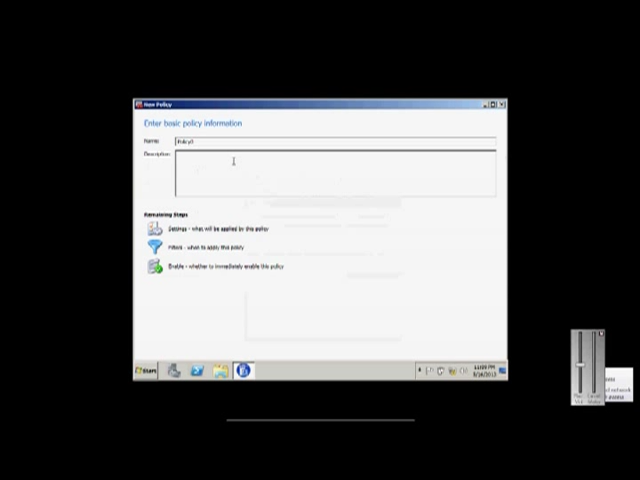 New Policy
Enter basic policy information
Name:
Description:
Remaining Steps
Settings - what will be applied by this policy
Filters - when to apply this policy
Enable - whether to immediately enable this policy
Start